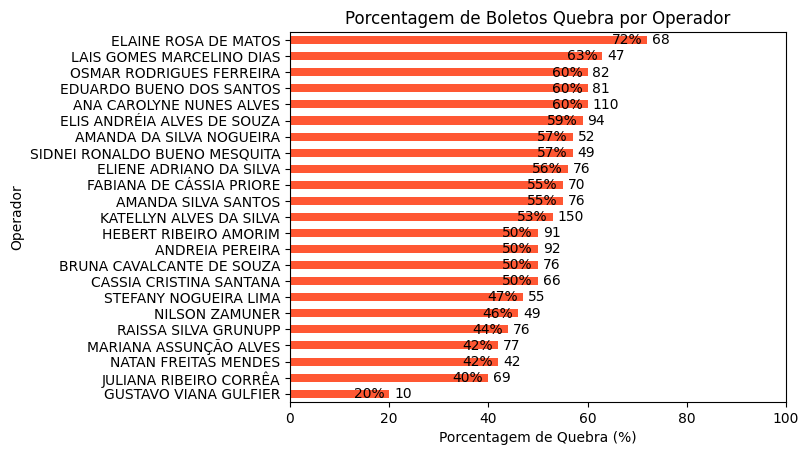 Porcentagem de Boletos Quebra por Operador
ELAINE ROSA DE MATOS 72% 68
LAIS GOMES MARCELINO DIAS 63% 47
OSMAR RODRIGUES FERREIRA 60% 82
EDUARDO BUENO DOS SANTOS 60% 81
ANA CAROLYNE NUNES ALVES 60% 110
ELIS ANDRÉIA ALVES DE SOUZA 59% 94
AMANDA DA SILVA NOGUEIRA 57% 52
SIDNEI RONALDO BUENO MESQUITA 57% 49
ELIENE ADRIANO DA SILVA 56% 76
FABIANA DE CÁSSIA PRIORE 55% 70
AMANDA SILVA SANTOS 55% 76
KATELLYN ALVES DA SILVA 53% 150
HEBERT RIBEIRO AMORIM 50% 91
ANDREIA PEREIRA 50% 92
BRUNA CAVALCANTE DE SOUZA 50% 76
CASSIA CRISTINA SANTANA 50% 66
STEFANY NOGUEIRA LIMA 47% 55
NILSON ZAMUNER 46% 49
RAISSA SILVA GRUNUPP 44% 76
MARIANA ASSUNÇÃO ALVES 42% 77
NATAN FREITAS MENDES 42% 42
JULIANA RIBEIRO CORRÊA 40% 69
GUSTAVO VIANA GULFIER 20% 10
Operador
0 20 40 60 80 100
Porcentagem de Quebra (%)